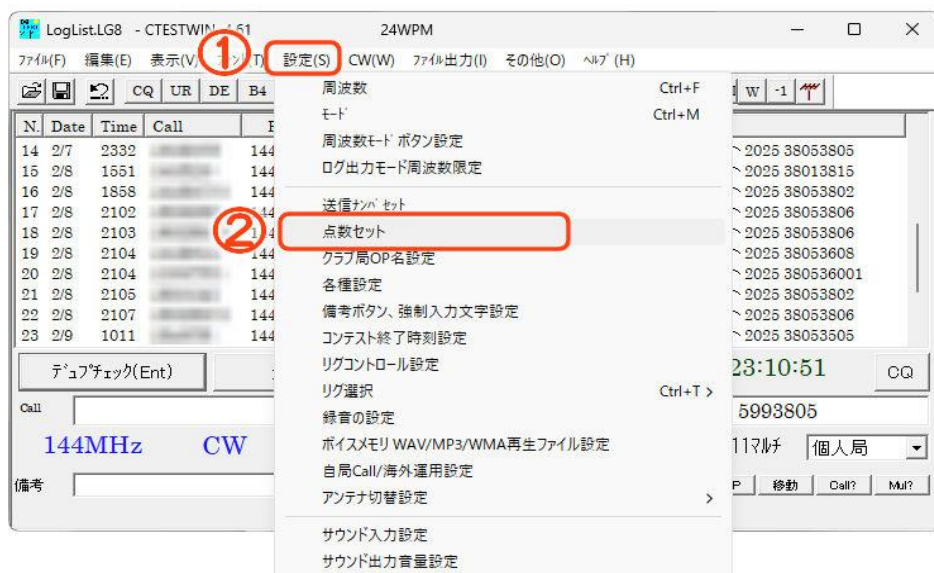 LogList.LG8 - CTESTWIN 4.61 24WPM
ファイル(F) 編集(E) 表示(V) (T) 設定(S) CW(W) ファイル出力(I) その他(O) ヘルプ(H)
①
CQ UR DE B4 W -1
周波数 Ctrl+F
モード Ctrl+M
周波数モード ボタン設定
ログ出力モード周波数限定
送信ナンバセット
②
点数セット
クラブ局OP名設定
各種設定
備考ボタン、強制入力文字設定
コンテスト終了時刻設定
リグコントロール設定
リグ選択 Ctrl+T >
録音の設定
ボイスメモリ WAV/MP3/WMA再生ファイル設定
自局Call/海外運用設定
アンテナ切替設定 >
サウンド入力設定
サウンド出力音量設定
N. Date Time Call
14 2/7 2332 144 ~ 2025 38053805
15 2/8 1551 144 ~ 2025 38013815
16 2/8 1858 144 ~ 2025 38053802
17 2/8 2102 144 ~ 2025 38053806
18 2/8 2103 144 ~ 2025 38053806
19 2/8 2104 144 ~ 2025 38053608
20 2/8 2104 144 ~ 2025 380536001
21 2/8 2105 144 ~ 2025 38053802
22 2/8 2107 144 ~ 2025 38053806
23 2/9 1011 144 ~ 2025 38053505
デュプチェック(Ent) 23:10:51 CQ
Call 5993805
144MHz CW 11マルチ 個人局
備考 P 移動 Call? Mul?